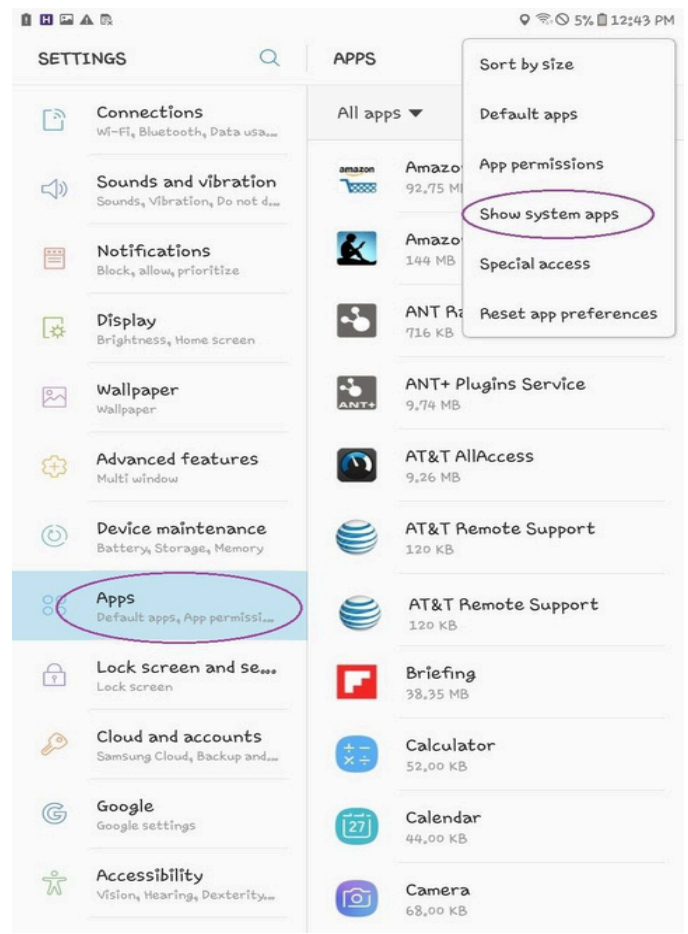 5% 12:43 PM
SETTINGS
Connections
Wi-Fi, Bluetooth, Data usa...
Sounds and vibration
Sounds, Vibration, Do not d...
Notifications
Block, allow, prioritize
Display
Brightness, Home screen
Wallpaper
Wallpaper
Advanced features
Multi window
Device maintenance
Battery, Storage, Memory
Apps
Default apps, App permissi...
Lock screen and se...
Lock screen
Cloud and accounts
Samsung Cloud, Backup and...
Google
Google settings
Accessibility
Vision, Hearing, Dexterity...
APPS
All apps
amazon
Amazo
92.75 M
Amazo
144 MB
ANT Ra
716 KB
ANT+
ANT+ Plugins Service
9.74 MB
AT&T AllAccess
9.26 MB
AT&T Remote Support
120 KB
AT&T Remote Support
120 KB
Briefing
38.35 MB
Calculator
52.00 KB
27
Calendar
44.00 KB
Camera
68.00 KB
Sort by size
Default apps
App permissions
Show system apps
Special access
Reset app preferences